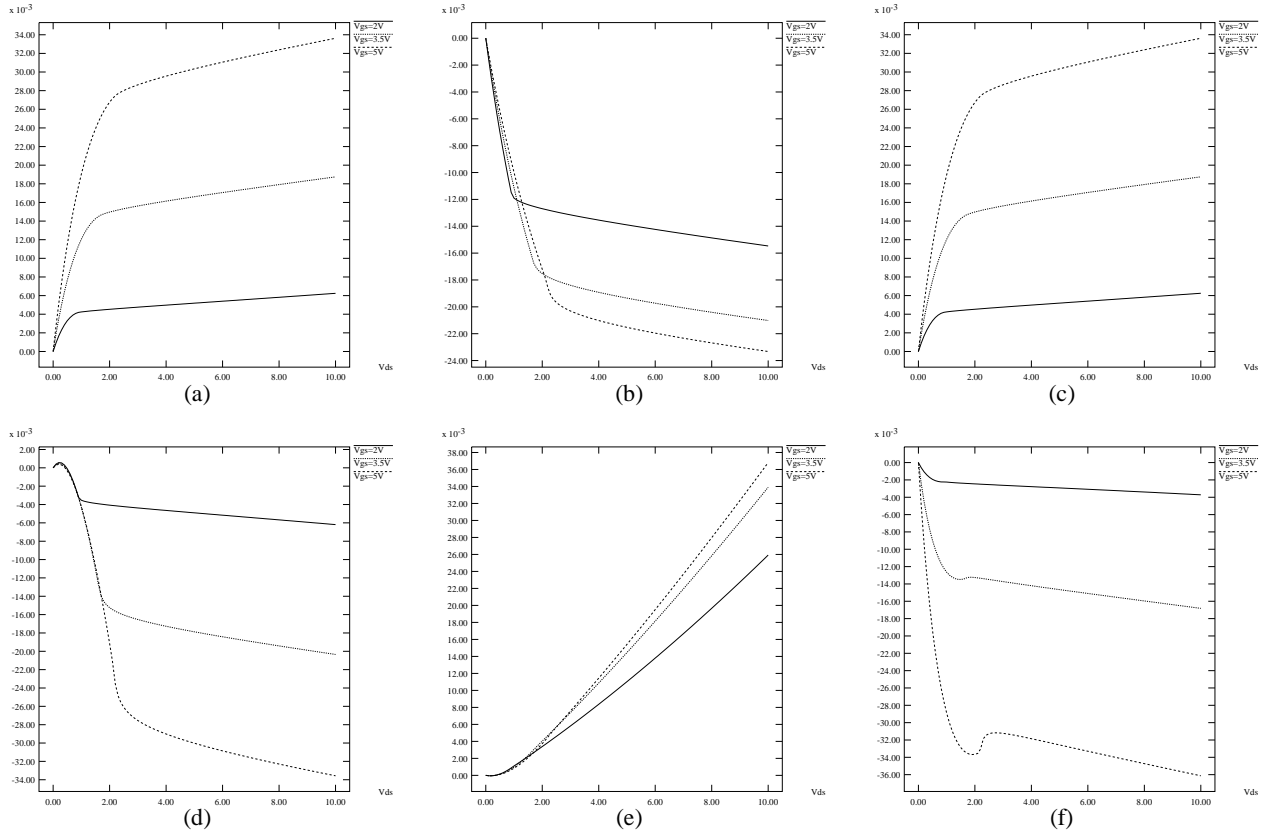 x 10⁻³
Vgs=2V
Vgs=3.5V
Vgs=5V
34.00
32.00
30.00
28.00
26.00
24.00
22.00
20.00
18.00
16.00
14.00
12.00
10.00
8.00
6.00
4.00
2.00
0.00
0.00 2.00 4.00 6.00 8.00 10.00
Vds
(a)
x 10⁻³
Vgs=2V
Vgs=3.5V
Vgs=5V
0.00
-2.00
-4.00
-6.00
-8.00
-10.00
-12.00
-14.00
-16.00
-18.00
-20.00
-22.00
-24.00
0.00 2.00 4.00 6.00 8.00 10.00
Vds
(b)
x 10⁻³
Vgs=2V
Vgs=3.5V
Vgs=5V
34.00
32.00
30.00
28.00
26.00
24.00
22.00
20.00
18.00
16.00
14.00
12.00
10.00
8.00
6.00
4.00
2.00
0.00
0.00 2.00 4.00 6.00 8.00 10.00
Vds
(c)
x 10⁻³
Vgs=2V
Vgs=3.5V
Vgs=5V
2.00
0.00
-2.00
-4.00
-6.00
-8.00
-10.00
-12.00
-14.00
-16.00
-18.00
-20.00
-22.00
-24.00
-26.00
-28.00
-30.00
-32.00
-34.00
0.00 2.00 4.00 6.00 8.00 10.00
Vds
(d)
x 10⁻³
Vgs=2V
Vgs=3.5V
Vgs=5V
38.00
36.00
34.00
32.00
30.00
28.00
26.00
24.00
22.00
20.00
18.00
16.00
14.00
12.00
10.00
8.00
6.00
4.00
2.00
0.00
0.00 2.00 4.00 6.00 8.00 10.00
Vds
(e)
x 10⁻³
Vgs=2V
Vgs=3.5V
Vgs=5V
0.00
-2.00
-4.00
-6.00
-8.00
-10.00
-12.00
-14.00
-16.00
-18.00
-20.00
-22.00
-24.00
-26.00
-28.00
-30.00
-32.00
-34.00
-36.00
0.00 2.00 4.00 6.00 8.00 10.00
Vds
(f)